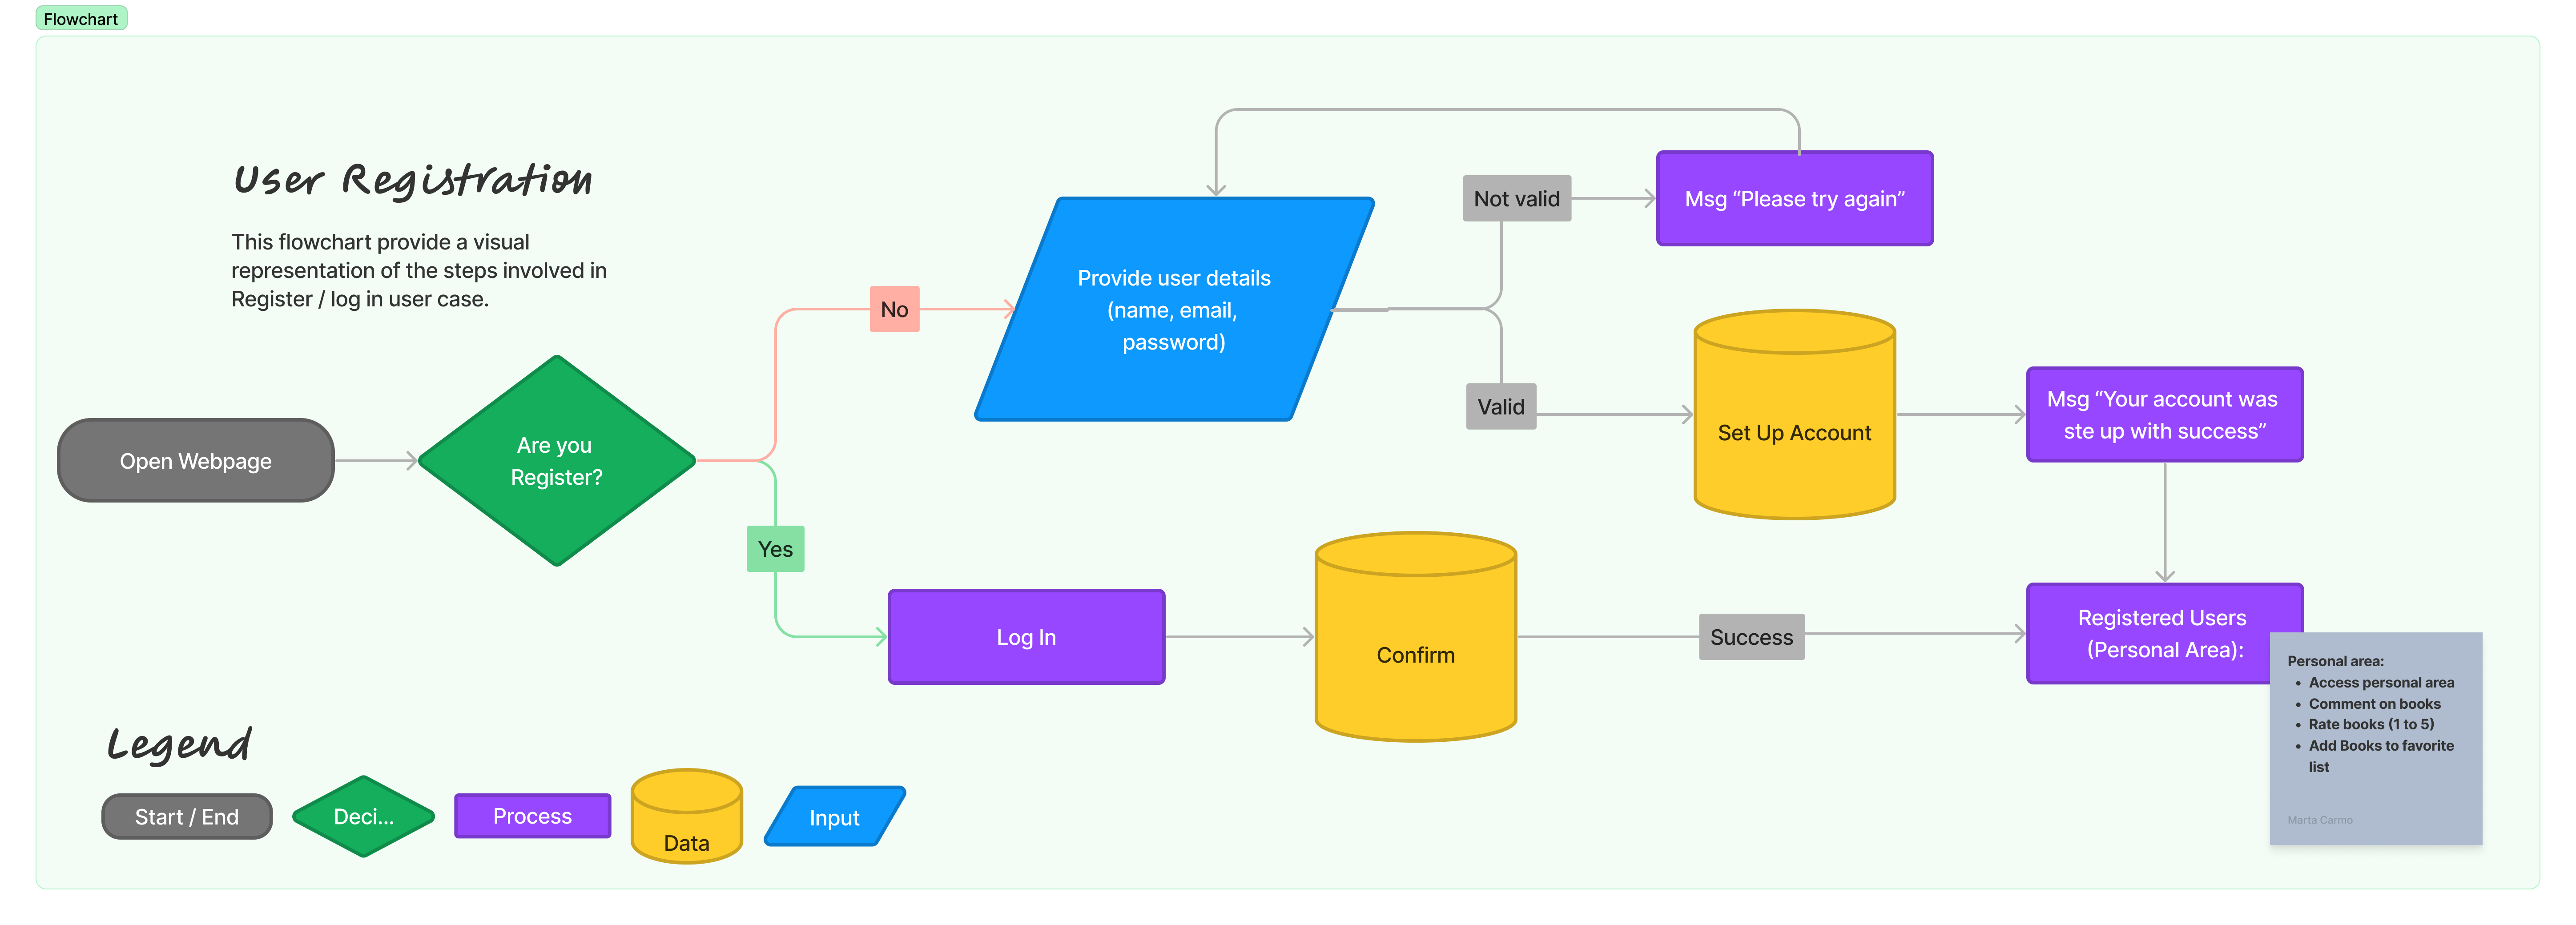 Flowchart
User Registration
This flowchart provide a visual
representation of the steps involved in
Register / log in user case.
Open Webpage
Are you
Register?
No
Yes
Provide user details
(name, email,
password)
Not valid
Msg “Please try again”
Valid
Set Up Account
Msg “Your account was
ste up with success”
Log In
Confirm
Success
Registered Users
(Personal Area):
Personal area:
• Access personal area
• Comment on books
• Rate books (1 to 5)
• Add Books to favorite
list
Marta Carmo
Legend
Start / End
Deci...
Process
Data
Input